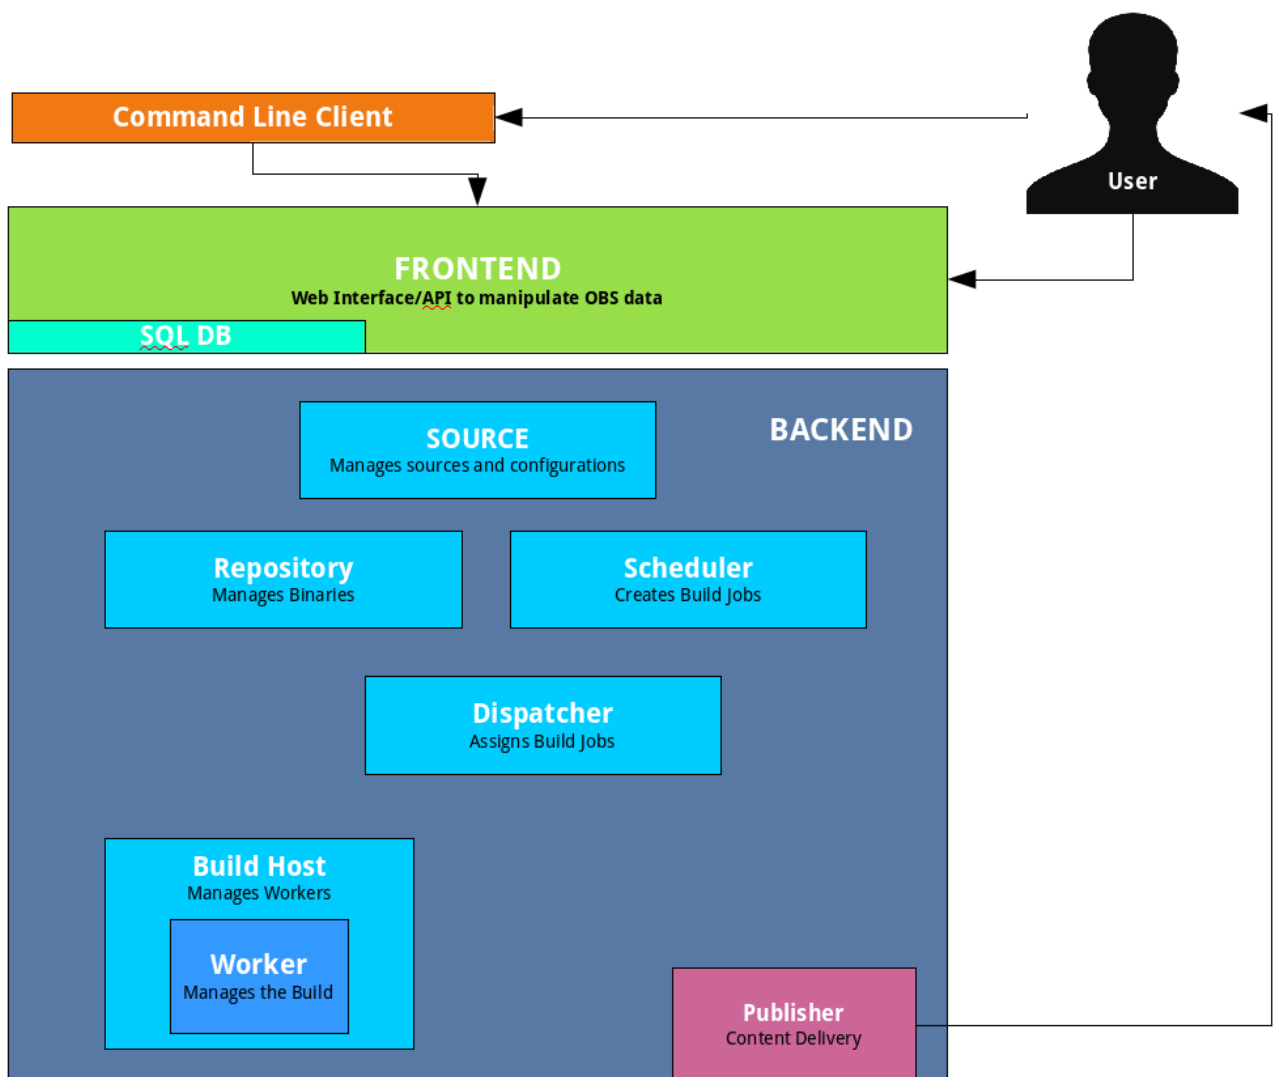 Command Line Client
User
FRONTEND
Web Interface/API to manipulate OBS data
SQL DB
BACKEND
SOURCE
Manages sources and configurations
Repository
Manages Binaries
Scheduler
Creates Build Jobs
Dispatcher
Assigns Build Jobs
Build Host
Manages Workers
Worker
Manages the Build
Publisher
Content Delivery